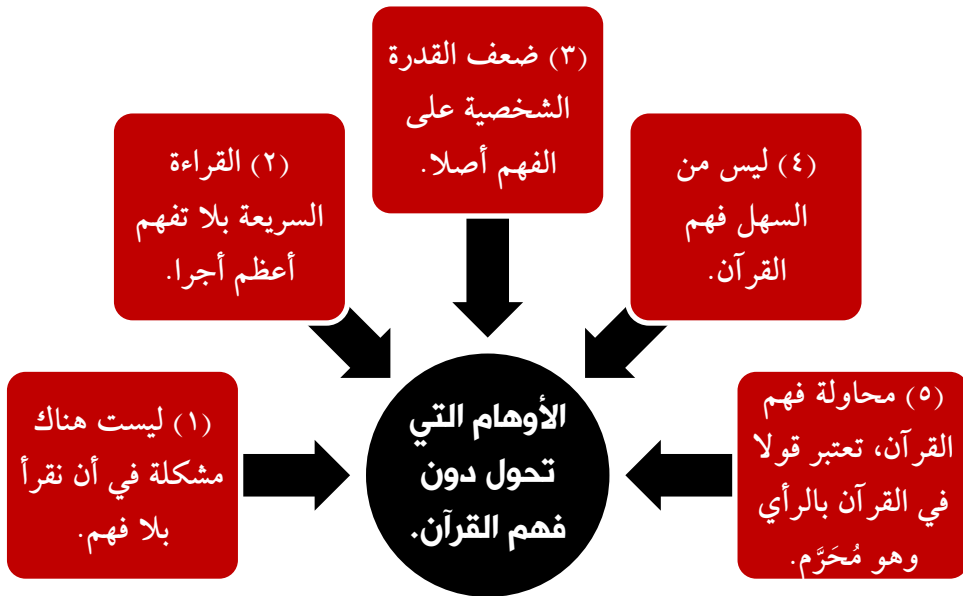 (١) ليست هناك
مشكلة في أن نقرأ
بلا فهم.
(٢) القراءة
السريعة بلا تفهم
أعظم أجرا.
(٣) ضعف القدرة
الشخصية على
الفهم أصلا.
(٤) ليس من
السهل فهم
القرآن.
(٥) محاولة فهم
القرآن، تعتبر قولا
في القرآن بالرأي
وهو مُحَرَّم.
الأوهام التي
تحول دون
فهم القرآن.